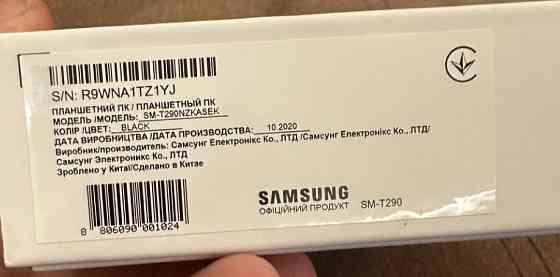 S/N: R9WNA1TZ1YJ
ПЛАНШЕТНИЙ ПК / ПЛАНШЕТНЫЙ ПК
МОДЕЛЬ /МОДЕЛЬ: SM-T290NZKASEK
КОЛІР /ЦВЕТ: BLACK
ДАТА ВИРОБНИЦТВА /ДАТА ПРОИЗВОДСТВА: 10.2020
Виробник/производитель: Самсунг Електронікс Ко., ЛТД /Самсунг Електронікс Ко., ЛТД/
Самсунг Электроникс Ко., ЛТД
Зроблено у Китаї/Сделано в Китае
8 806090 001024
SAMSUNG
ОФІЦІЙНИЙ ПРОДУКТ SM-T290